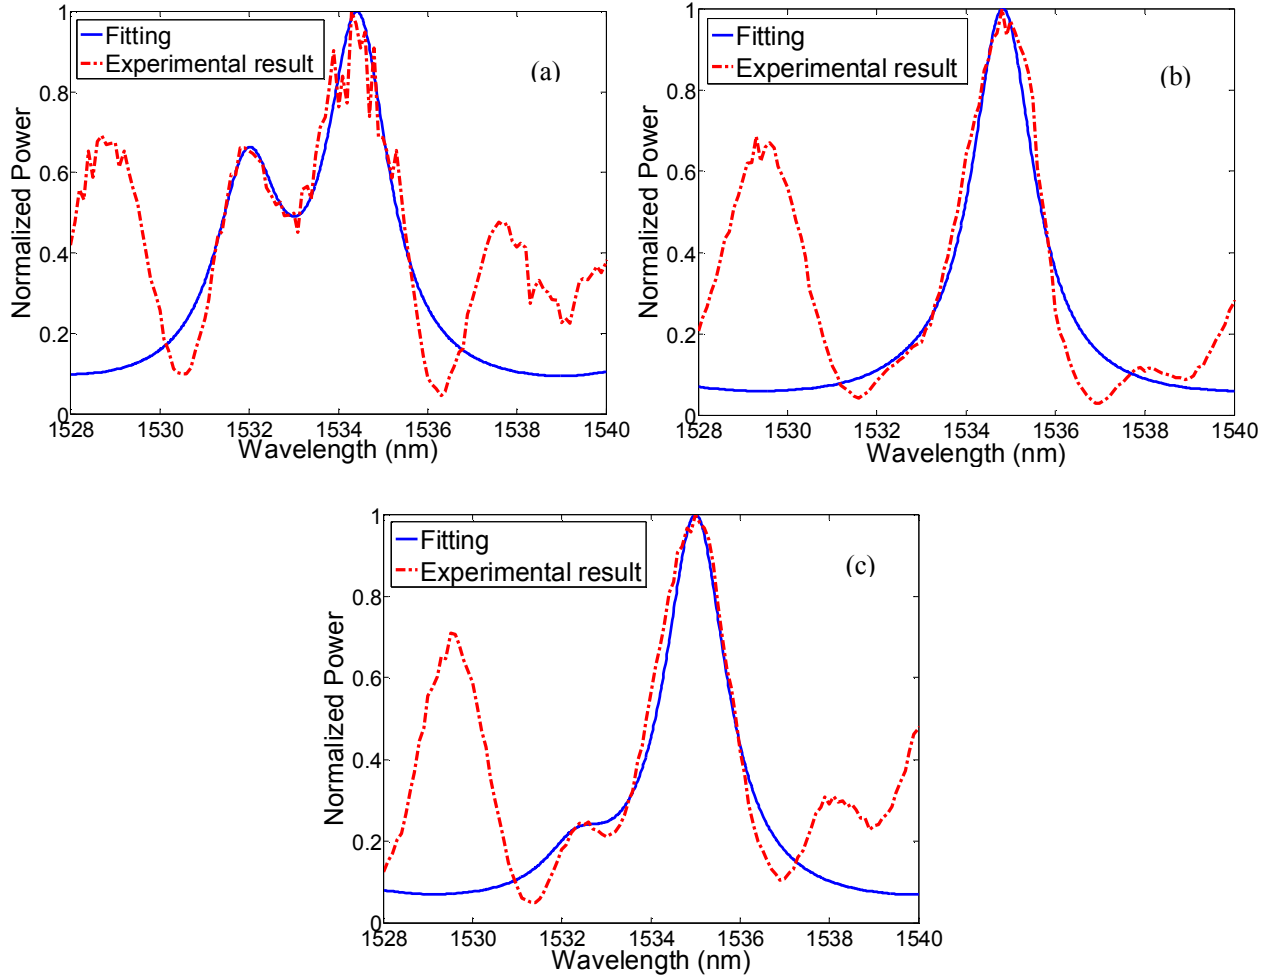 Fitting
Experimental result
(a)
Normalized Power
1
0.8
0.6
0.4
0.2
0
1528 1530 1532 1534 1536 1538 1540
Wavelength (nm)
Fitting
Experimental result
(b)
Normalized Power
1
0.8
0.6
0.4
0.2
0
1528 1530 1532 1534 1536 1538 1540
Wavelength (nm)
Fitting
Experimental result
(c)
Normalized Power
1
0.8
0.6
0.4
0.2
0
1528 1530 1532 1534 1536 1538 1540
Wavelength (nm)